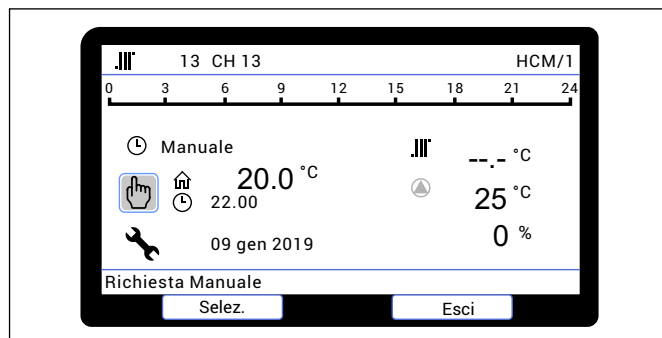 13 CH 13 HCM/1
0 3 6 9 12 15 18 21 24
Manuale
--.- °C
20.0 °C
25 °C
22.00
09 gen 2019
0 %
Richiesta Manuale
Selez. Esci